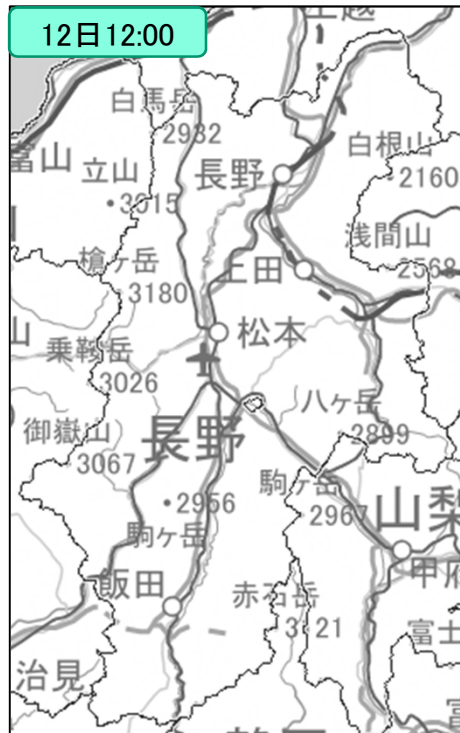 12日12:00
上越
白馬岳
2932
富山
立山
3015
長野
白根山
2160
浅間山
2568
槍ヶ岳
3180
上田
山
松本
乗鞍岳
3026
八ヶ岳
2899
御嶽山
3067
長野
駒ヶ岳
2967
2956
駒ヶ岳
山梨
甲府
飯田
赤石岳
3121
富士
治見
富